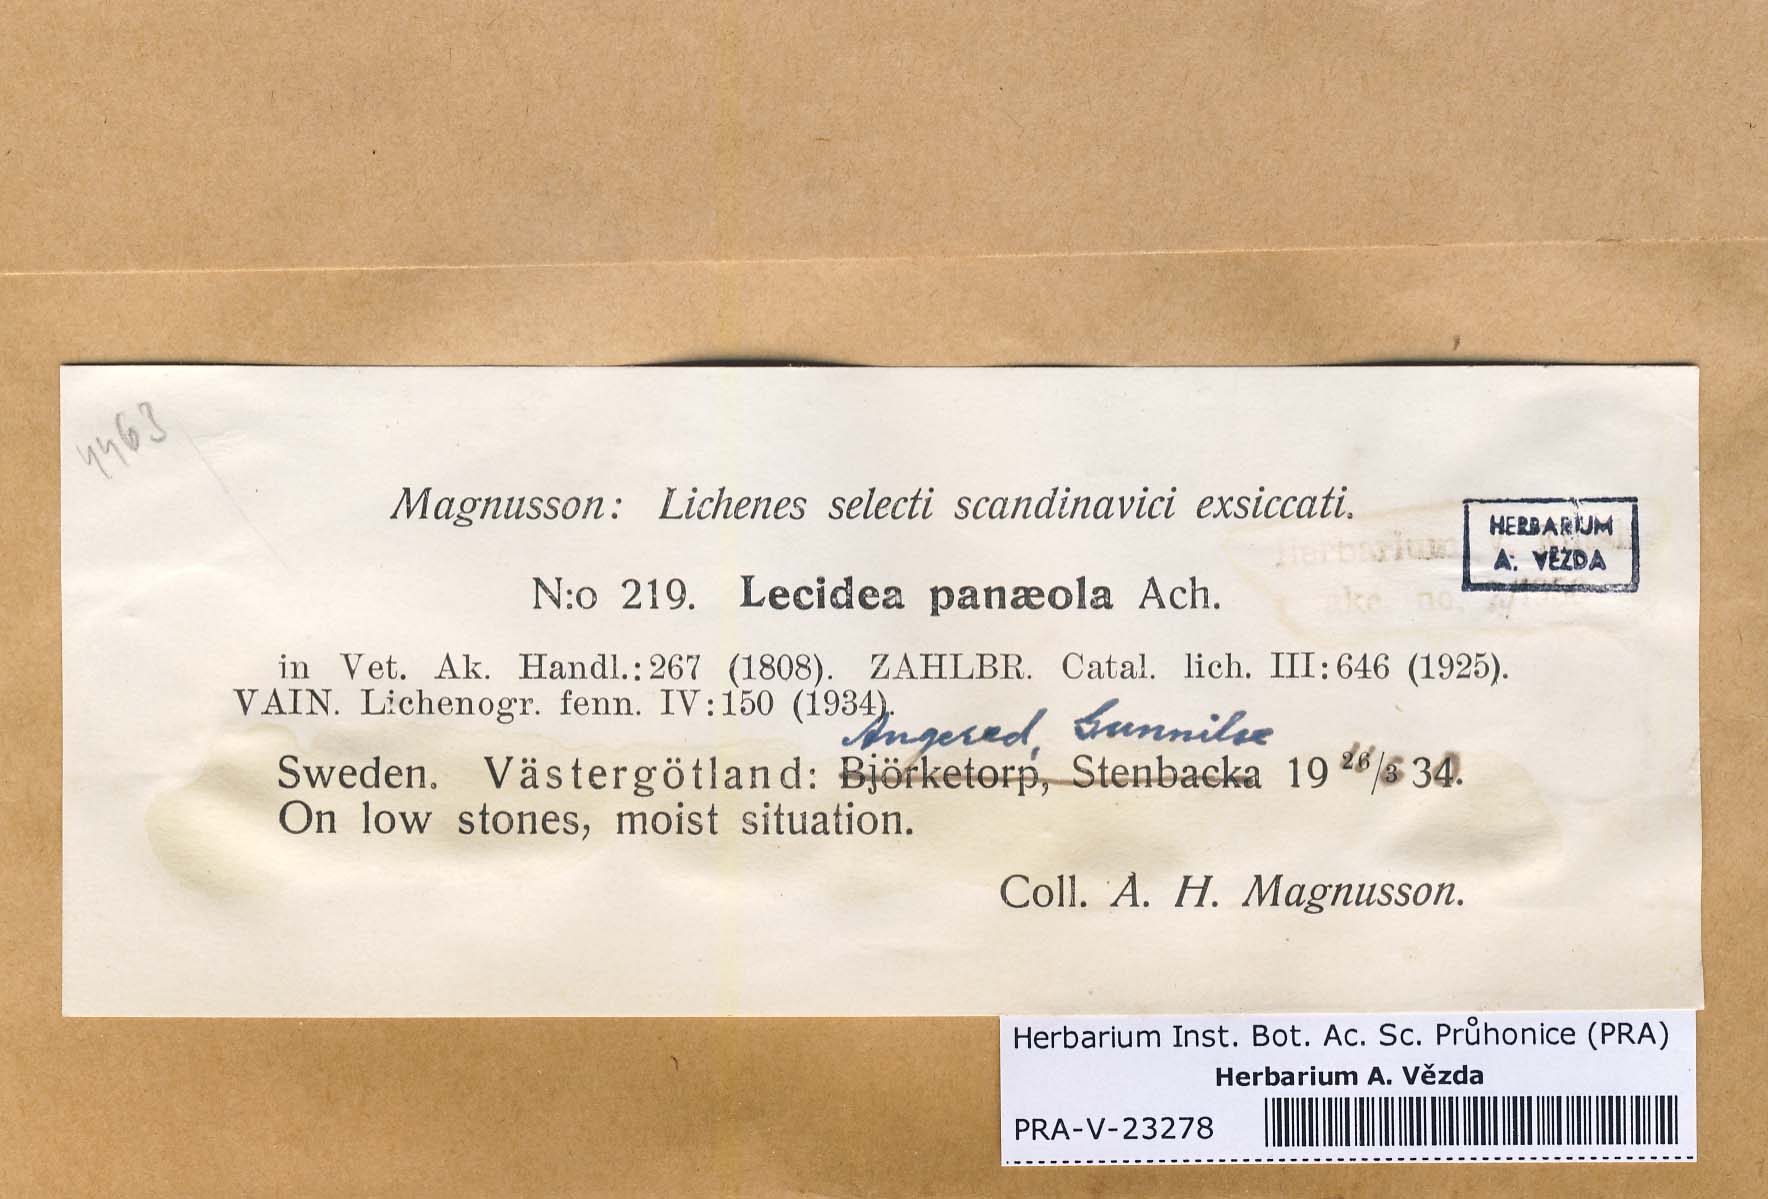 4463
Magnusson: Lichenes selecti scandinavici exsiccati.
HERBARIUM
A. VĚZDA
N:o 219. Lecidea panæola Ach.
in Vet. Ak. Handl.: 267 (1808). ZAHLBR. Catal. lich. III: 646 (1925).
VAIN. Lichenogr. fenn. IV: 150 (1934).
Angered, Gunnilse
Sweden. Västergötland: Björketorp, Stenbacka 19 26/3 34.
On low stones, moist situation.
Coll. A. H. Magnusson.
Herbarium Inst. Bot. Ac. Sc. Průhonice (PRA)
Herbarium A. Vězda
PRA-V-23278